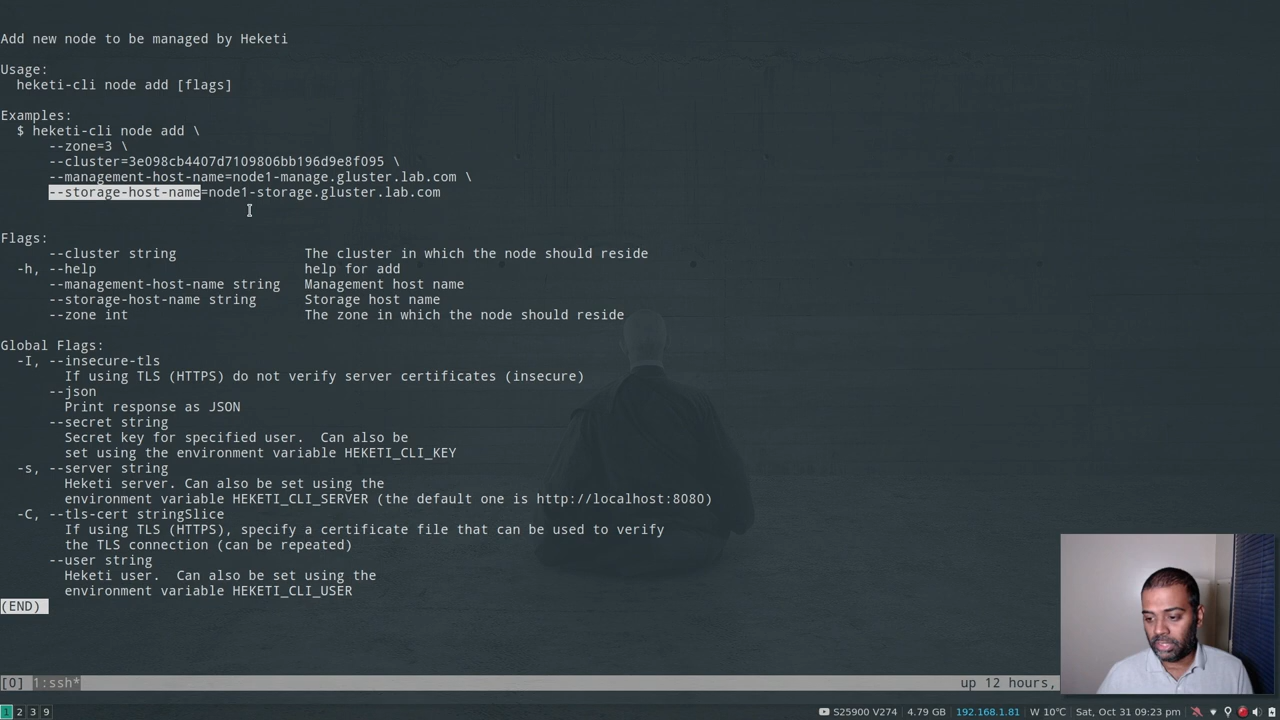 Add new node to be managed by Heketi
Usage:
heketi-cli node add [flags]
Examples:
$ heketi-cli node add \
--zone=3 \
--cluster=3e098cb4407d7109806bb196d9e8f095 \
--management-host-name=node1-manage.gluster.lab.com \
--storage-host-name=node1-storage.gluster.lab.com
Flags:
--cluster string The cluster in which the node should reside
-h, --help help for add
--management-host-name string Management host name
--storage-host-name string Storage host name
--zone int The zone in which the node should reside
Global Flags:
-I, --insecure-tls
If using TLS (HTTPS) do not verify server certificates (insecure)
--json
Print response as JSON
--secret string
Secret key for specified user.  Can also be
set using the environment variable HEKETI_CLI_KEY
-s, --server string
Heketi server. Can also be set using the
environment variable HEKETI_CLI_SERVER (the default one is http://localhost:8080)
-C, --tls-cert stringSlice
If using TLS (HTTPS), specify a certificate file that can be used to verify
the TLS connection (can be repeated)
--user string
Heketi user.  Can also be set using the
environment variable HEKETI_CLI_USER
(END)
[0] 1:ssh* up 12 hours,
1 2 3 9 S25900 V274 | 4.79 GB | 192.168.1.81 | W 10°C | Sat, Oct 31 09:23 pm |